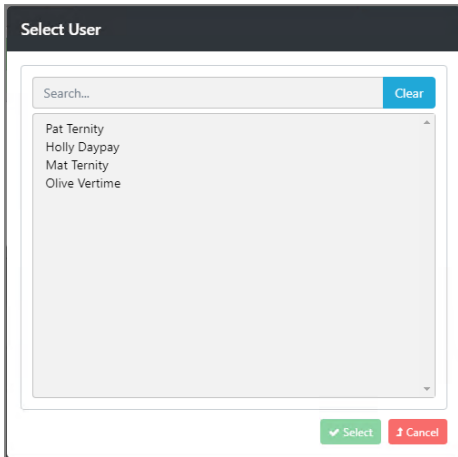 Select User
Search... Clear
Pat Ternity
Holly Daypay
Mat Ternity
Olive Vertime
Select Cancel